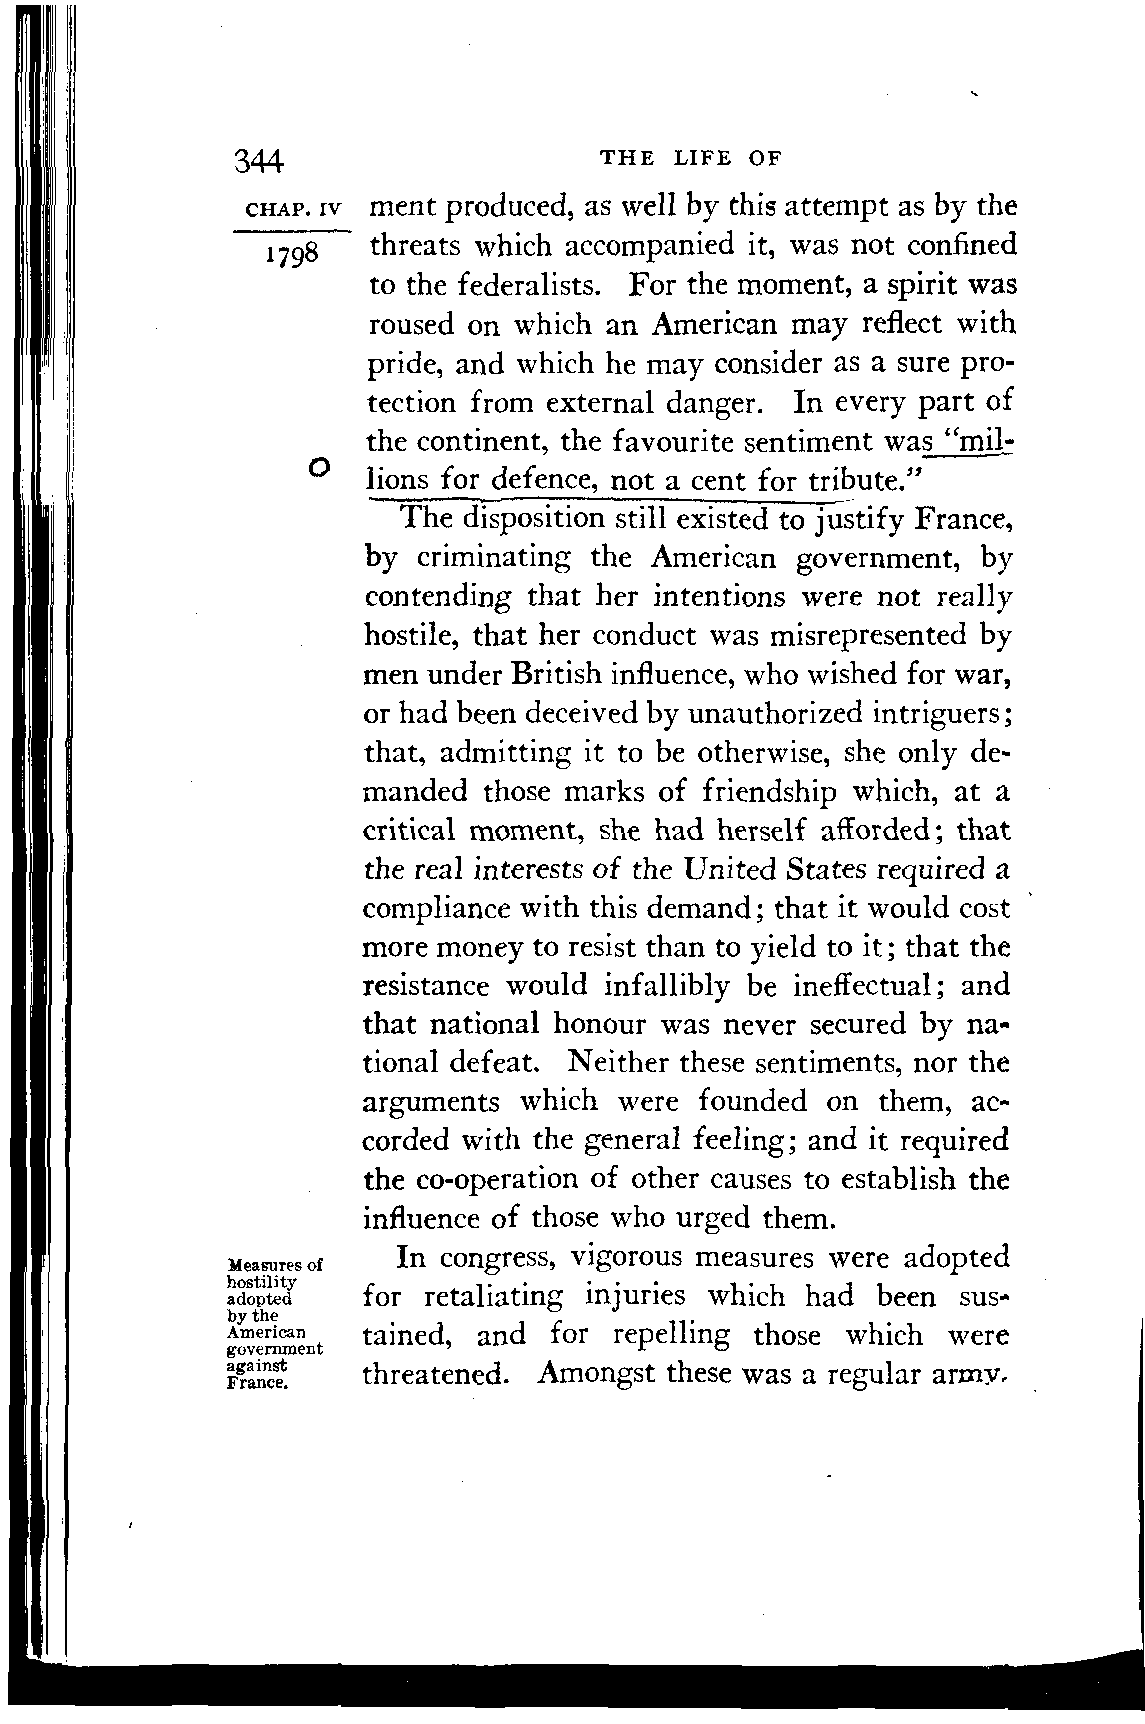 344
THE LIFE OF
CHAP. IV
1798
ment produced, as well by this attempt as by the
threats which accompanied it, was not confined
to the federalists. For the moment, a spirit was
roused on which an American may reflect with
pride, and which he may consider as a sure pro-
tection from external danger. In every part of
the continent, the favourite sentiment was "mil-
lions for defence, not a cent for tribute."
The disposition still existed to justify France,
by criminating the American government, by
contending that her intentions were not really
hostile, that her conduct was misrepresented by
men under British influence, who wished for war,
or had been deceived by unauthorized intriguers;
that, admitting it to be otherwise, she only de-
manded those marks of friendship which, at a
critical moment, she had herself afforded; that
the real interests of the United States required a
compliance with this demand; that it would cost
more money to resist than to yield to it; that the
resistance would infallibly be ineffectual; and
that national honour was never secured by na-
tional defeat. Neither these sentiments, nor the
arguments which were founded on them, ac-
corded with the general feeling; and it required
the co-operation of other causes to establish the
influence of those who urged them.
Measures of
hostility
adopted
by the
American
government
against
France.
In congress, vigorous measures were adopted
for retaliating injuries which had been sus-
tained, and for repelling those which were
threatened. Amongst these was a regular army.